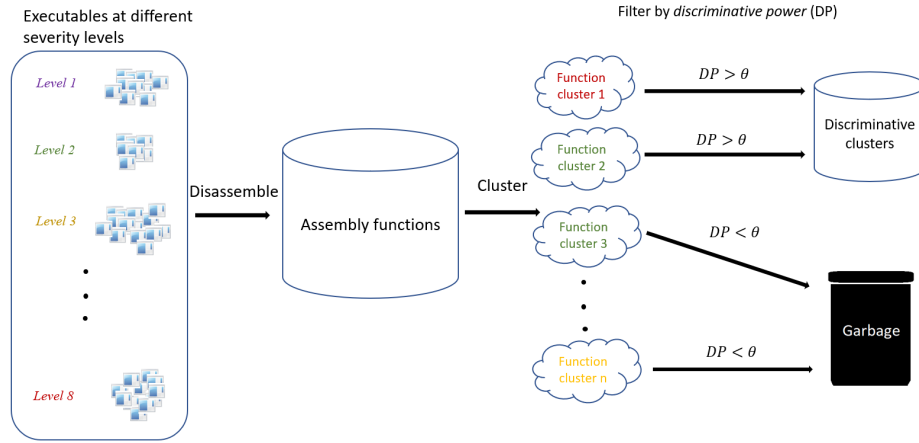 Executables at different
severity levels
Level 1
Level 2
Level 3
Level 8
Disassemble
Assembly functions
Cluster
Filter by discriminative power (DP)
Function
cluster 1
DP > θ
Function
cluster 2
DP > θ
Discriminative
clusters
Function
cluster 3
DP < θ
Function
cluster n
DP < θ
Garbage